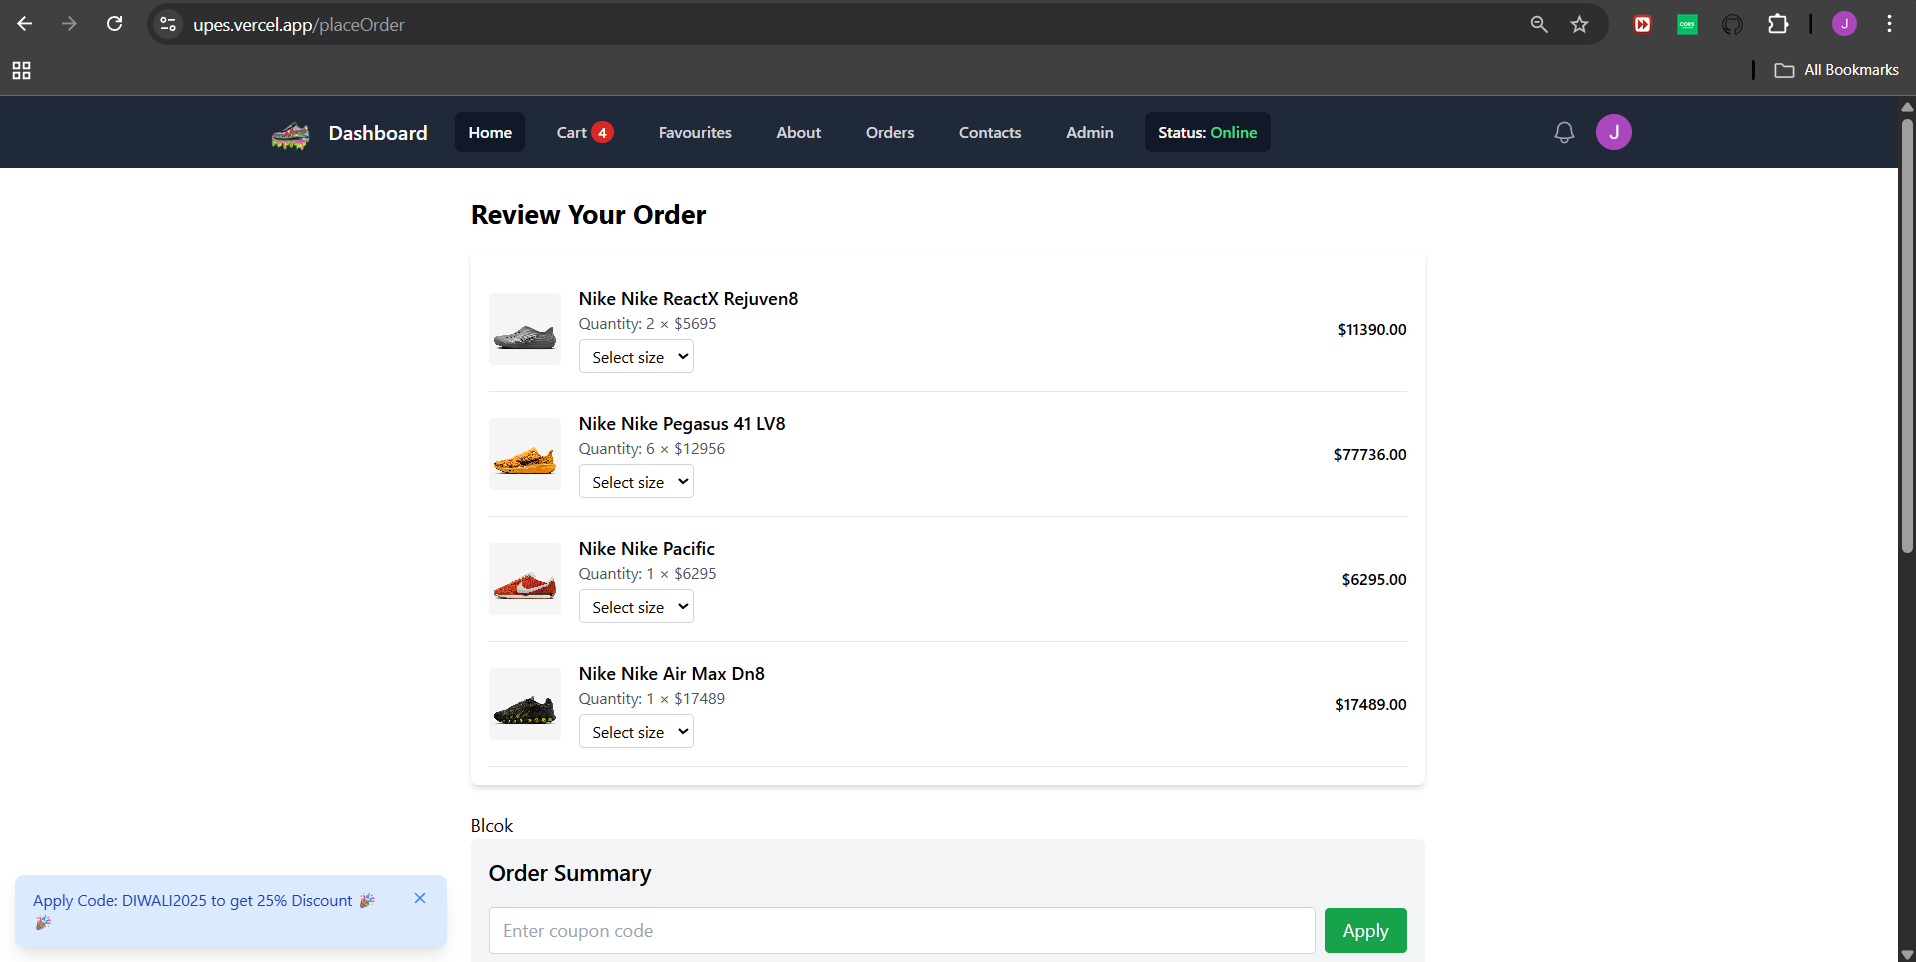 upes.vercel.app/placeOrder
J
All Bookmarks
Dashboard Home Cart 4 Favourites About Orders Contacts Admin Status: Online J
Review Your Order
Nike Nike ReactX Rejuven8
Quantity: 2 × $5695
$11390.00
Select size
Nike Nike Pegasus 41 LV8
Quantity: 6 × $12956
$77736.00
Select size
Nike Nike Pacific
Quantity: 1 × $6295
$6295.00
Select size
Nike Nike Air Max Dn8
Quantity: 1 × $17489
$17489.00
Select size
Blcok
Order Summary
Enter coupon code Apply
Apply Code: DIWALI2025 to get 25% Discount 🎉
🎉